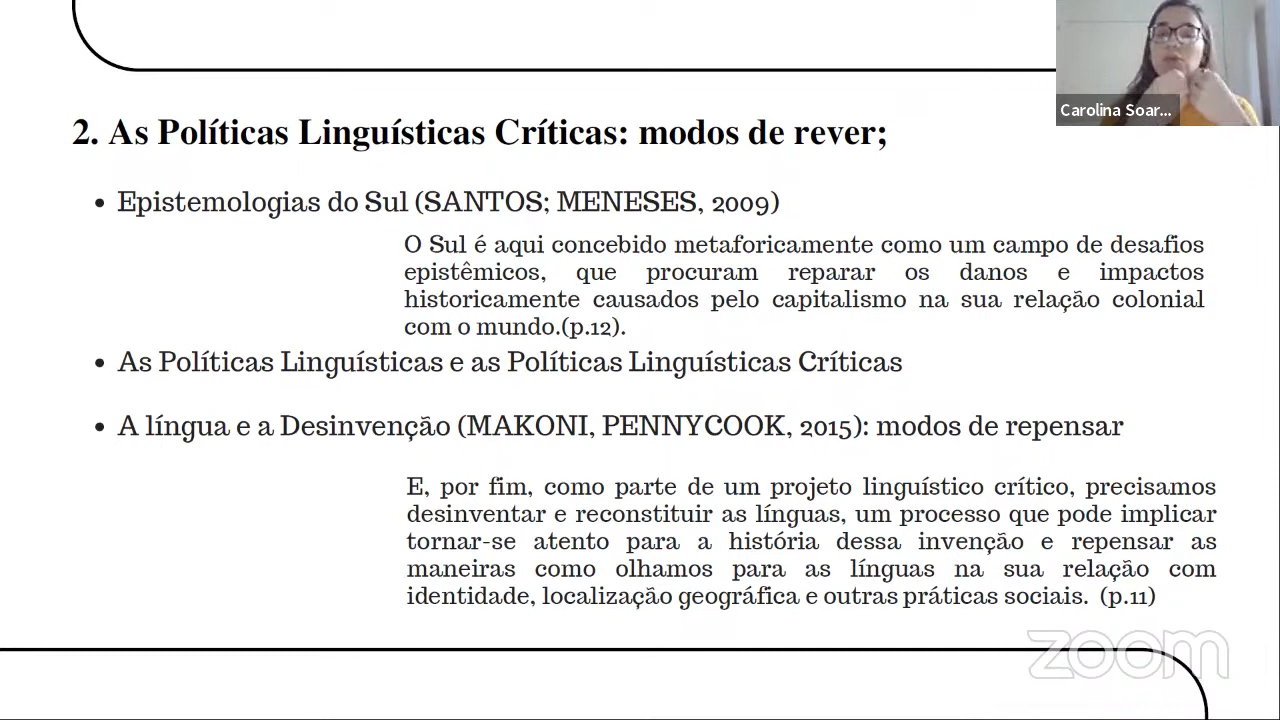 Carolina Soar...
2. As Políticas Linguísticas Críticas: modos de rever;
• Epistemologias do Sul (SANTOS; MENESES, 2009)
O Sul é aqui concebido metaforicamente como um campo de desafios
epistêmicos, que procuram reparar os danos e impactos
historicamente causados pelo capitalismo na sua relação colonial
com o mundo.(p.12).
• As Políticas Linguísticas e as Políticas Linguísticas Críticas
• A língua e a Desinvenção (MAKONI, PENNYCOOK, 2015): modos de repensar
E, por fim, como parte de um projeto linguístico crítico, precisamos
desinventar e reconstituir as línguas, um processo que pode implicar
tornar-se atento para a história dessa invenção e repensar as
maneiras como olhamos para as línguas na sua relação com
identidade, localização geográfica e outras práticas sociais. (p.11)
zoom